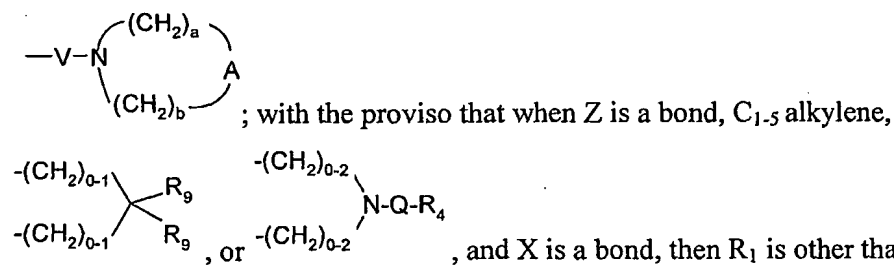 (CH₂)ₐ
—V–N A
(CH₂)b ; with the proviso that when Z is a bond, C₁₋₅ alkylene,
-(CH₂)₀₋₁ R₉ -(CH₂)₀₋₂ N-Q-R₄
-(CH₂)₀₋₁ R₉ , or -(CH₂)₀₋₂ , and X is a bond, then R₁ is other tha